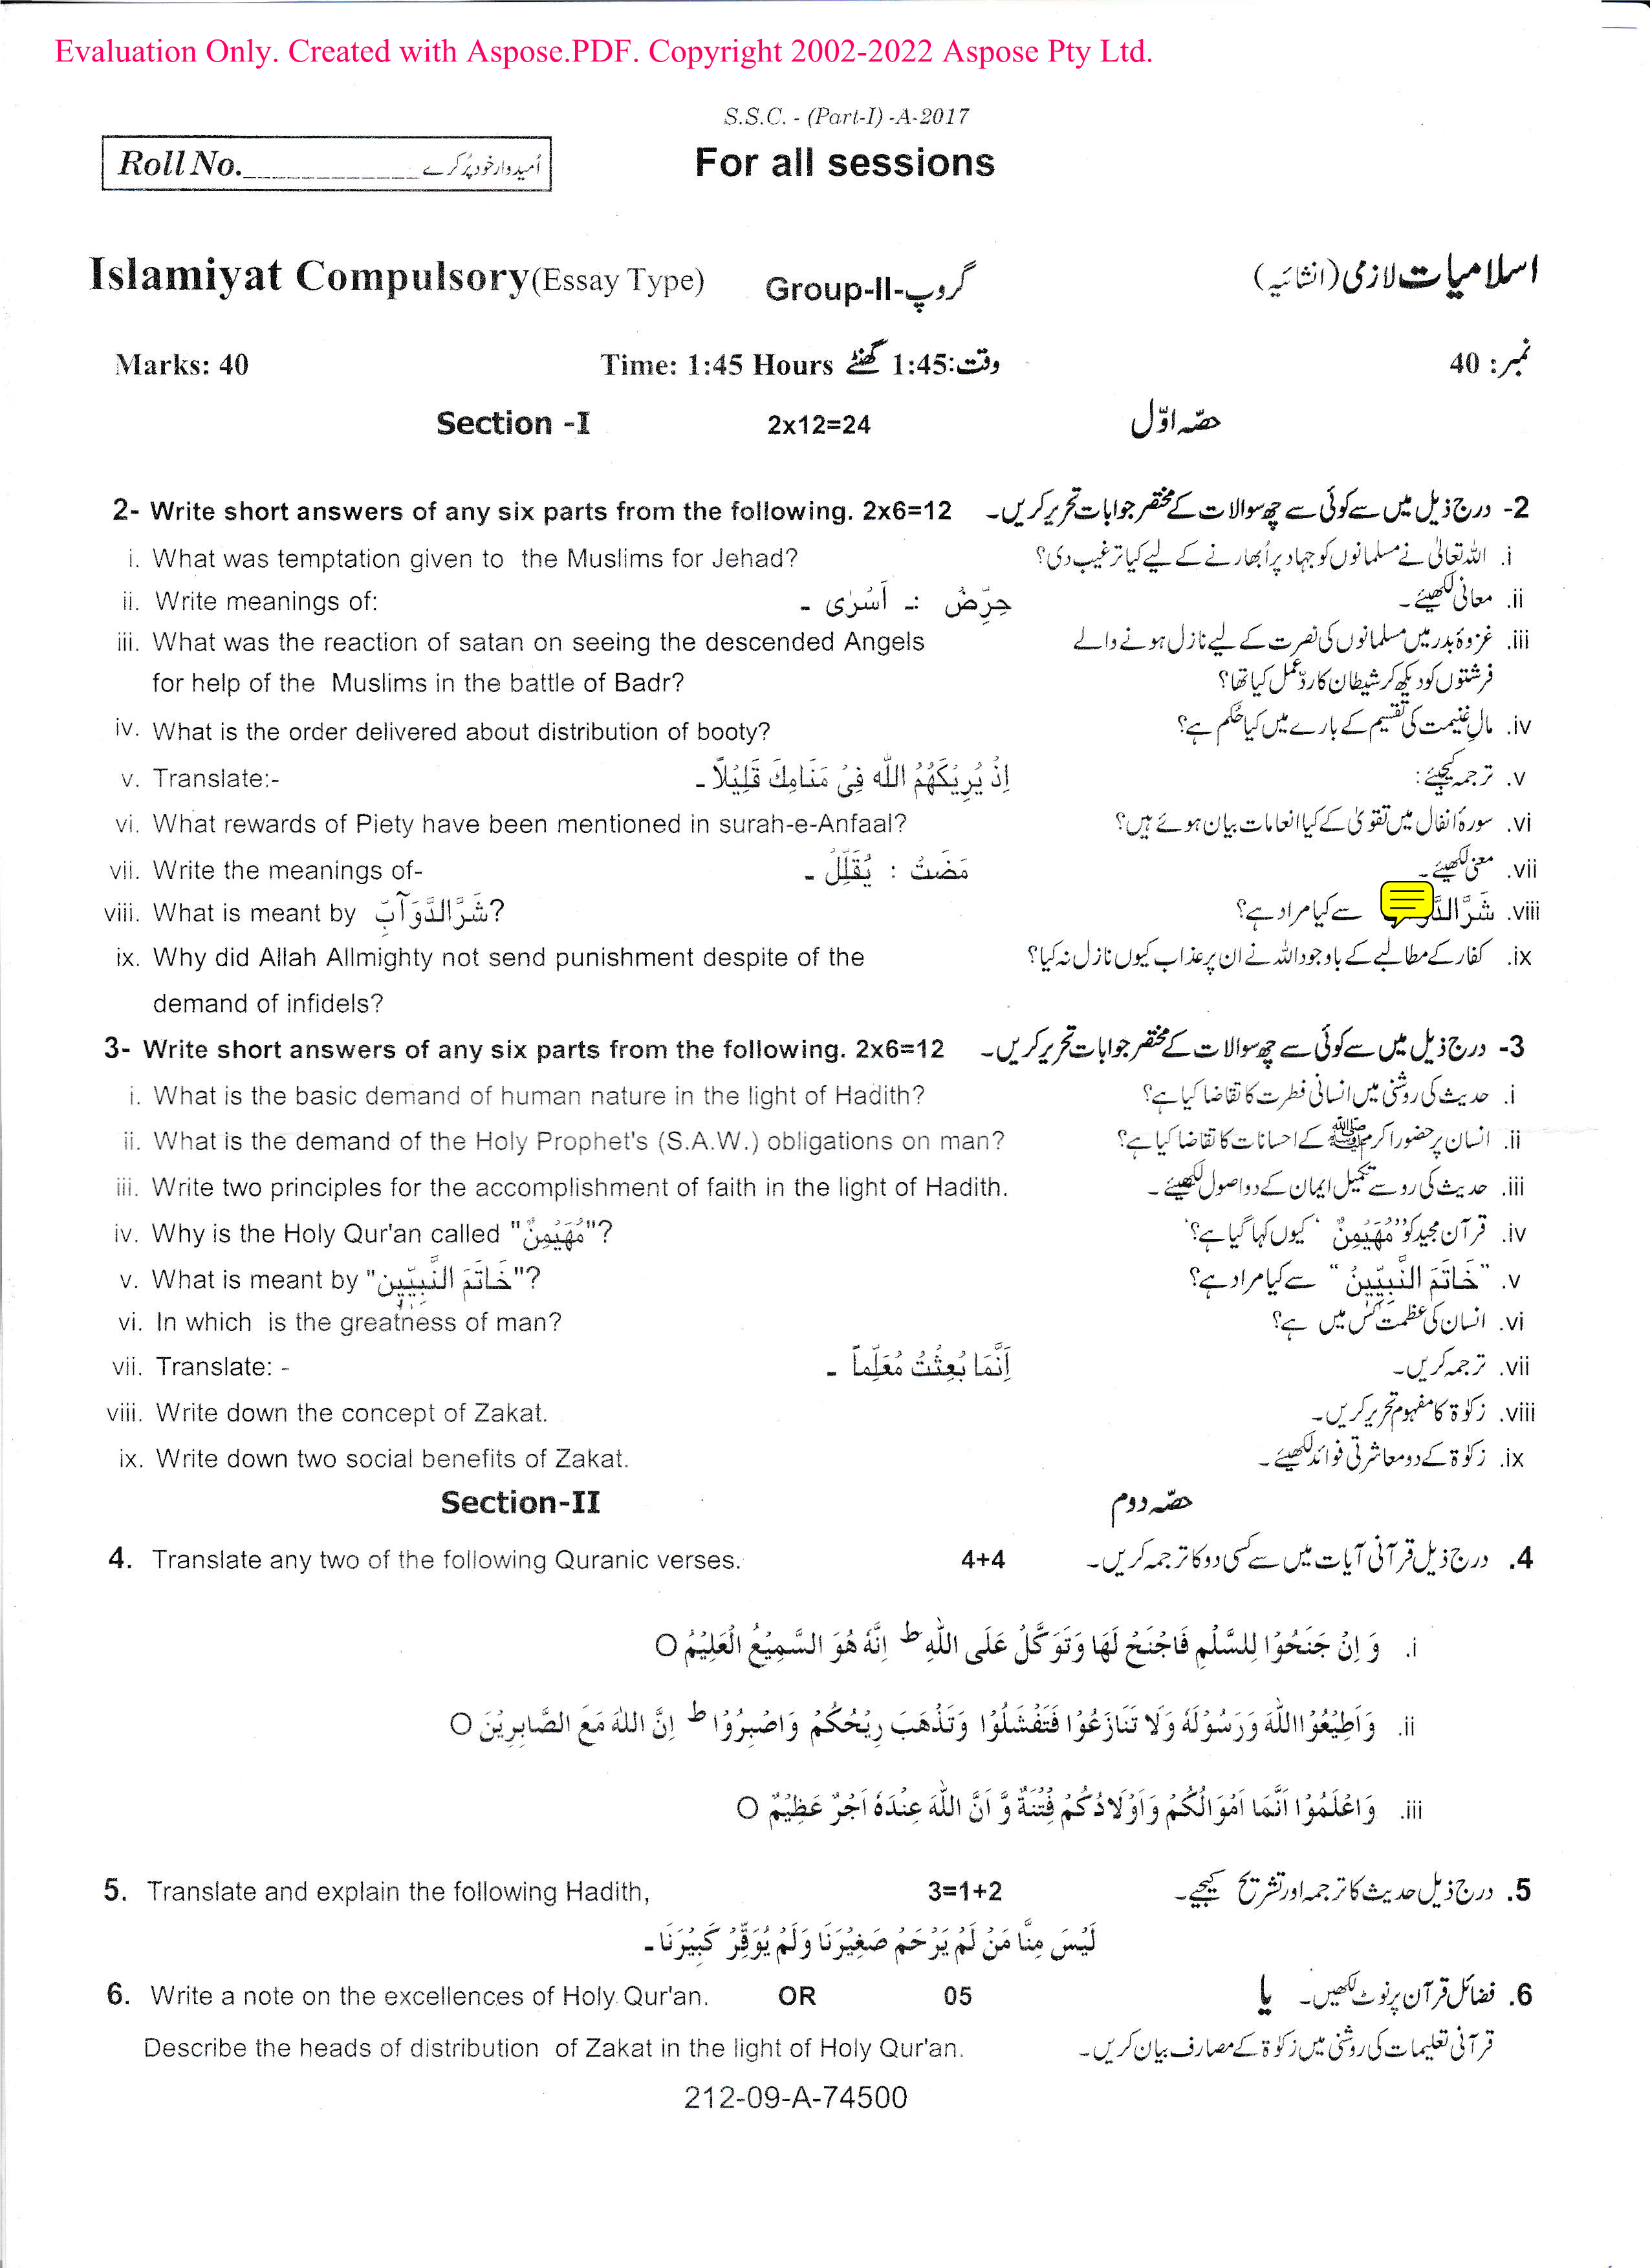 Evaluation Only. Created with Aspose.PDF. Copyright 2002-2022 Aspose Pty Ltd.
S.S.C. - (Part-I) -A-2017
Roll No.____________ اُمیدوار خود پُر کرے
For all sessions
Islamiyat Compulsory(Essay Type) Group-II-گروپ اسلامیات لازمی (انشائیہ)
Marks: 40 Time: 1:45 Hours وقت:1:45 گھنٹے نمبر: 40
Section -I 2x12=24 حصّہ اوّل
2- Write short answers of any six parts from the following. 2x6=12 2- درج ذیل میں سے کوئی سے چھ سوالات کے مختصر جوابات تحریر کریں۔
i. What was temptation given to the Muslims for Jehad? i. اللہ تعالیٰ نے مسلمانوں کو جہاد پر اُبھارنے کے لیے کیا ترغیب دی؟
ii. Write meanings of: حِرِّضُ :۔ اَسْرٰی ۔ ii. معانی لکھیئے۔
iii. What was the reaction of satan on seeing the descended Angels iii. غزوۂ بدر میں مسلمانوں کی نصرت کے لیے نازل ہونے والے
for help of the Muslims in the battle of Badr? فرشتوں کو دیکھ کر شیطان کا ردّعمل کیا تھا؟
iv. What is the order delivered about distribution of booty? iv. مالِ غنیمت کی تقسیم کے بارے میں کیا حُکم ہے؟
v. Translate:- اِذْ يُرِيْكَهُمُ اللّٰه فِىْ مَنَامِكَ قَلِيْلًا ۔ v. ترجمہ کیجیئے:
vi. What rewards of Piety have been mentioned in surah-e-Anfaal? vi. سورۂ انفال میں تقویٰ کے کیا انعامات بیان ہوئے ہیں؟
vii. Write the meanings of- مَضَتْ : يُقَلِّلُ ۔ vii. معنی لکھیئے۔
viii. What is meant by شَرَّالدَّوَآبِّ? viii. شَرَّالدَّ سے کیا مراد ہے؟
ix. Why did Allah Allmighty not send punishment despite of the ix. کفار کے مطالبے کے باوجود اللہ نے ان پر عذاب کیوں نازل نہ کیا؟
demand of infidels?
3- Write short answers of any six parts from the following. 2x6=12 3- درج ذیل میں سے کوئی سے چھ سوالات کے مختصر جوابات تحریر کریں۔
i. What is the basic demand of human nature in the light of Hadith? i. حدیث کی روشنی میں انسانی فطرت کا تقاضا کیا ہے؟
ii. What is the demand of the Holy Prophet's (S.A.W.) obligations on man? ii. انسان پر حضور اکرم ﷺ کے احسانات کا تقاضا کیا ہے؟
iii. Write two principles for the accomplishment of faith in the light of Hadith. iii. حدیث کی رو سے تکمیل ایمان کے دو اصول لکھیئے۔
iv. Why is the Holy Qur'an called "مُهَيْمِنٌ"? iv. قرآن مجید کو ’’مُهَيْمِنٌ‘‘ کیوں کہا گیا ہے؟
v. What is meant by "خَاتَمَ النَّبِيّٖين"? v. ”خَاتَمَ النَّبِيّٖينُ“ سے کیا مراد ہے؟
vi. In which is the greatness of man? vi. انسان کی عظمت کس میں ہے؟
vii. Translate: - اِنَّمَا بُعِثْتُ مُعَلِّماً ۔ vii. ترجمہ کریں۔
viii. Write down the concept of Zakat. viii. زکوٰۃ کا مفہوم تحریر کریں۔
ix. Write down two social benefits of Zakat. ix. زکوٰۃ کے دو معاشرتی فوائد لکھیئے۔
Section-II حصّہ دوم
4. Translate any two of the following Quranic verses. 4+4 4. درج ذیل قرآنی آیات میں سے کسی دو کا ترجمہ کریں۔
i. وَ اِنْ جَنَحُوْا لِلسَّلْمِ فَاجْنَحْ لَهَا وَتَوَكَّلْ عَلَى اللّٰهِ ط اِنَّهٗ هُوَ السَّمِيْعُ الْعَلِيْمُ O
ii. وَاَطِيْعُوْااللّٰهَ وَرَسُوْلَهٗ وَلَا تَنَازَعُوْا فَتَفْشَلُوْا وَتَذْهَبَ رِيْحُكُمْ وَاصْبِرُوْا ط اِنَّ اللّٰهَ مَعَ الصَّابِرِيْنَ O
iii. وَاعْلَمُوْا اَنَّمَا اَمْوَالُكُمْ وَاَوْلَادُكُمْ فِتْنَةٌ وَّ اَنَّ اللّٰهَ عِنْدَهٗ اَجْرٌ عَظِيْمٌ O
5. Translate and explain the following Hadith, 3=1+2 5. درج ذیل حدیث کا ترجمہ اور تشریح کیجیے۔
لَيْسَ مِنَّا مَنْ لَمْ يَرْحَمْ صَغِيْرَنَا وَلَمْ يُوَقِّرْ كَبِيْرَنَا۔
6. Write a note on the excellences of Holy Qur'an. OR 05 6. فضائل قرآن پر نوٹ لکھیں۔ یا
Describe the heads of distribution of Zakat in the light of Holy Qur'an. قرآنی تعلیمات کی روشنی میں زکوٰۃ کے مصارف بیان کریں۔
212-09-A-74500